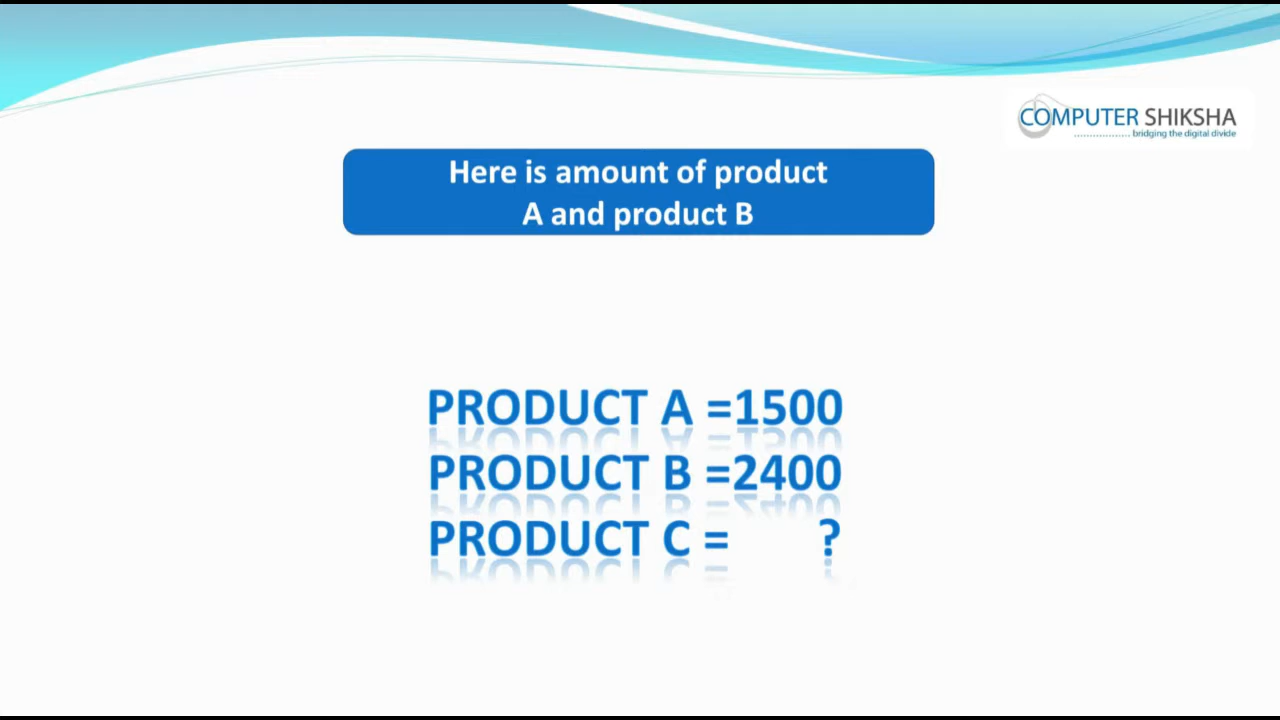 COMPUTER SHIKSHA
.............. bridging the digital divide
Here is amount of product
A and product B
PRODUCT A =1500
PRODUCT B =2400
PRODUCT C = ?